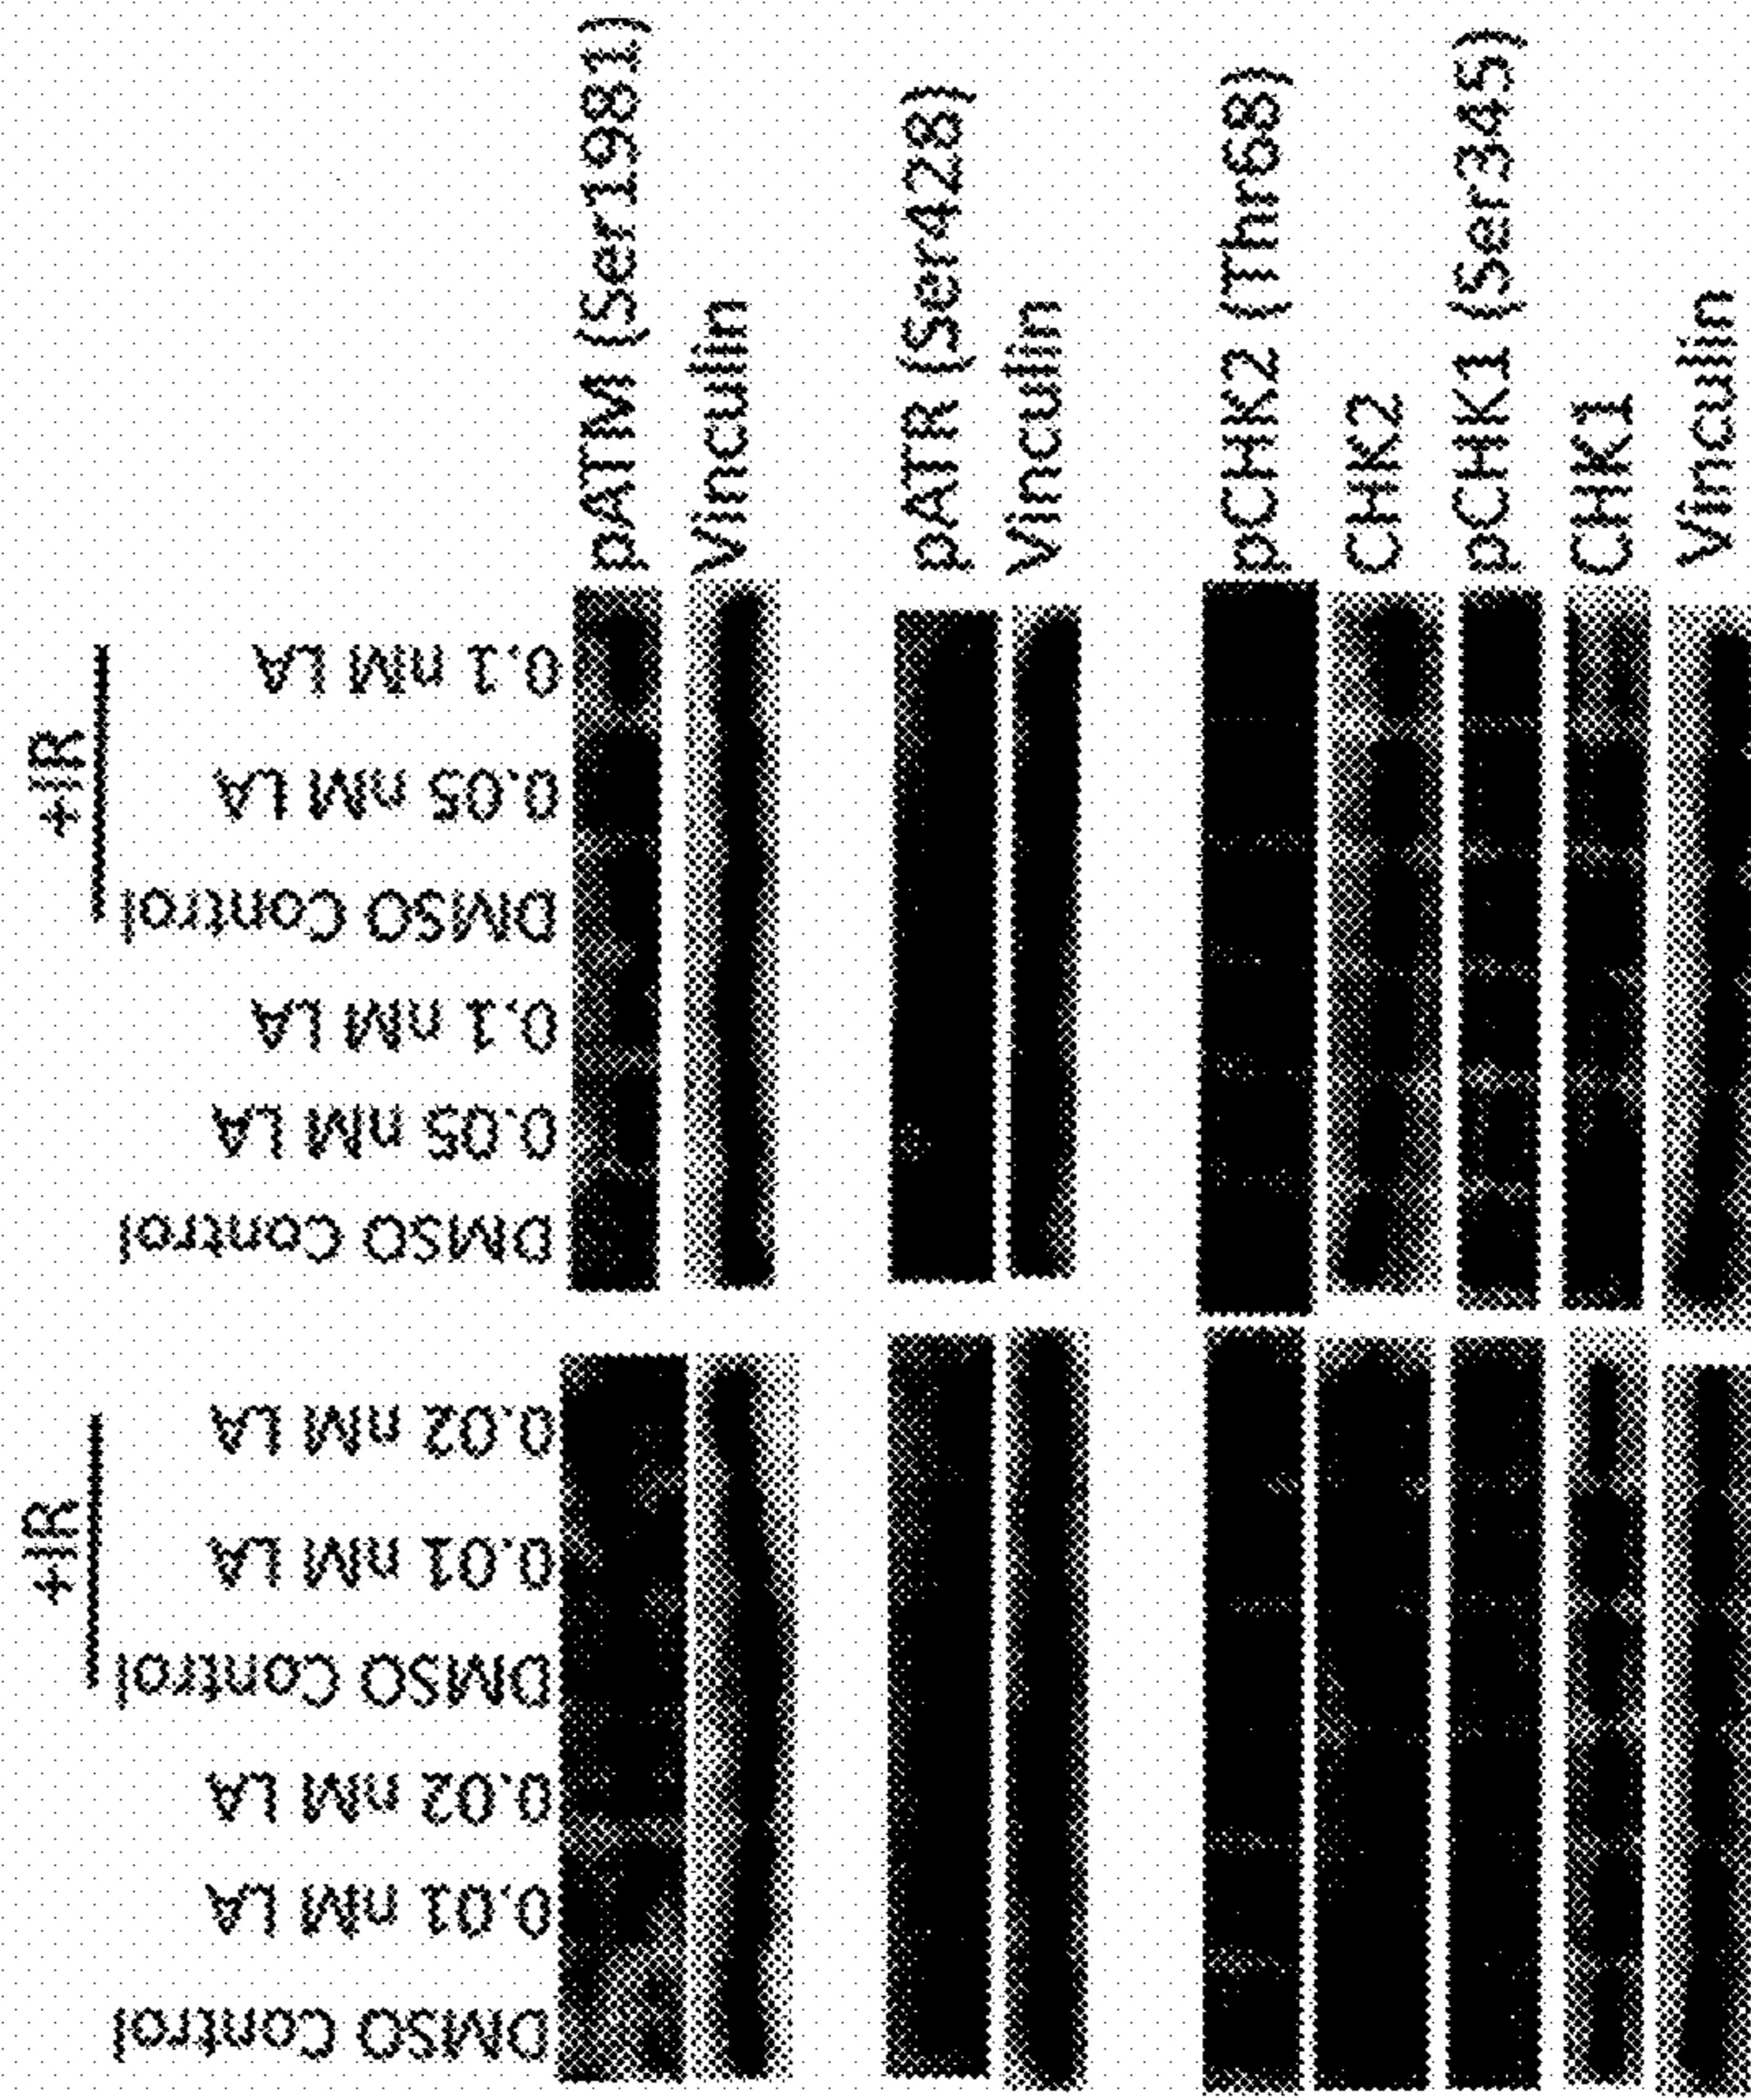 +IR
+IR
DMSO Control
0.01 nM LA
0.02 nM LA
DMSO Control
0.01 nM LA
0.02 nM LA
DMSO Control
0.05 nM LA
0.1 nM LA
DMSO Control
0.05 nM LA
0.1 nM LA
pATM (Ser1981)
Vinculin
pATR (Ser428)
Vinculin
pCHK2 (Thr68)
CHK2
pCHK1 (Ser345)
CHK1
Vinculin